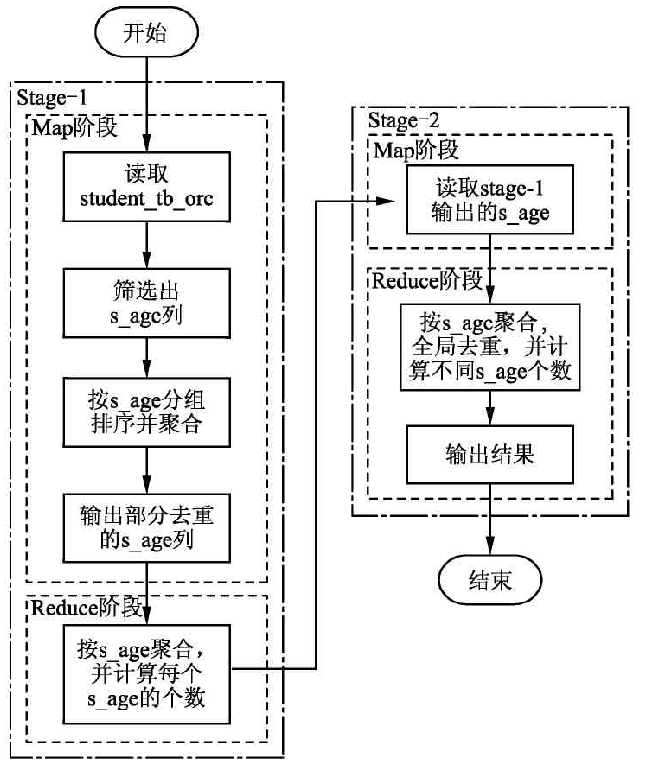 开始
Stage-1
Map阶段
读取
student_tb_orc
筛选出
s_agc列
按s_age分组
排序并聚合
输出部分去重
的s_age列
Reduce阶段
按s_age聚合，
并计算每个
s_age的个数
Stage-2
Map阶段
读取stage-1
输出的s_age
Reduce阶段
按s_agc聚合，
全局去重，并计
算不同s_age个数
输出结果
结束